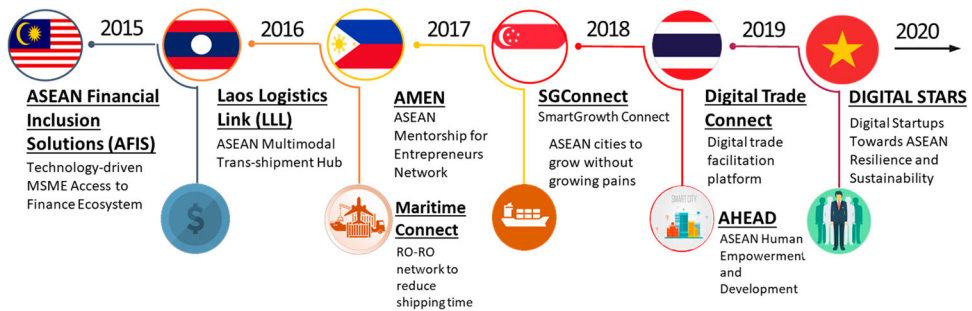 2015
2016
2017
2018
2019
2020
ASEAN Financial
Inclusion
Solutions (AFIS)
Technology-driven
MSME Access to
Finance Ecosystem
$
Laos Logistics
Link (LLL)
ASEAN Multimodal
Trans-shipment Hub
AMEN
ASEAN
Mentorship for
Entrepreneurs
Network
Maritime
Connect
RO-RO
network to
reduce
shipping time
SGConnect
SmartGrowth Connect
ASEAN cities to
grow without
growing pains
SMART CITY
Digital Trade
Connect
Digital trade
facilitation
platform
AHEAD
ASEAN Human
Empowerment
and
Development
DIGITAL STARS
Digital Startups
Towards ASEAN
Resilience and
Sustainability